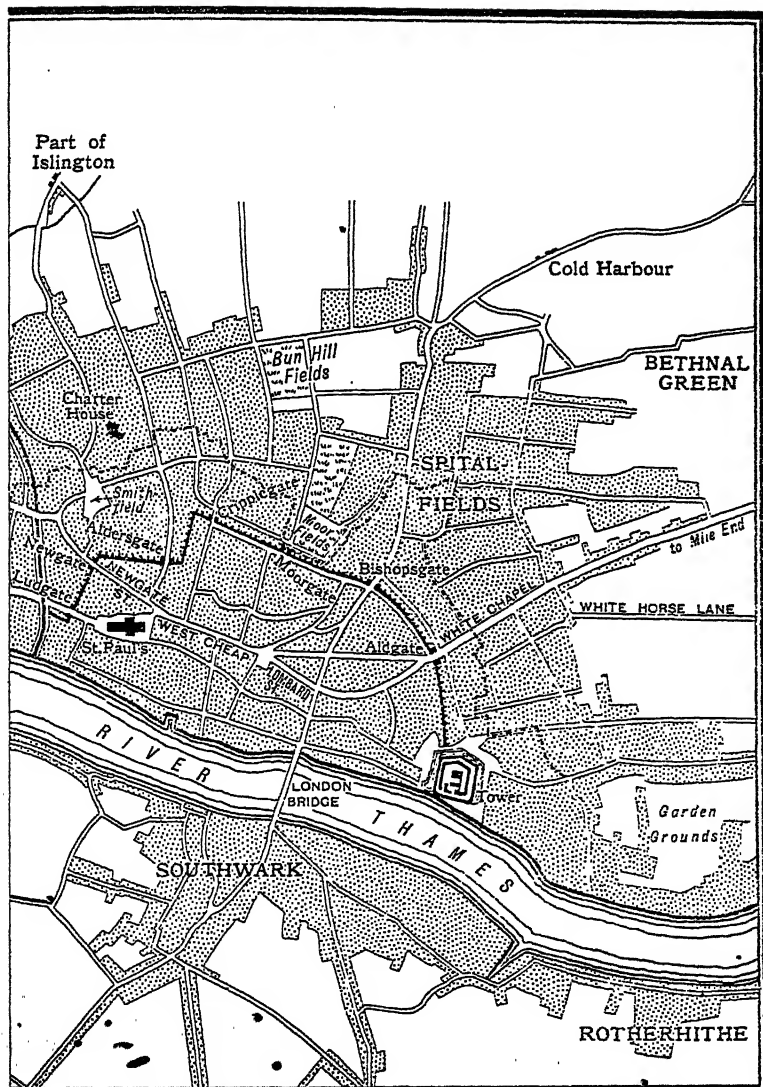 Part of
Islington
Cold Harbour
BETHNAL
GREEN
Bun Hill
Fields
Charter
House
SPITAL-
FIELDS
Smith
field
Cripplegate
Moor
Fields
Aldersgate
Newgate
NEWGATE
ST.
Moorgate
Bishopsgate
to Mile End
Ludgate
WHITE CHAPEL
WHITE HORSE LANE
St. Paul's
WEST CHEAP
Aldgate
LOMBARD
ST.
RIVER
THAMES
LONDON
BRIDGE
Tower
Garden
Grounds
SOUTHWARK
ROTHERHITHE